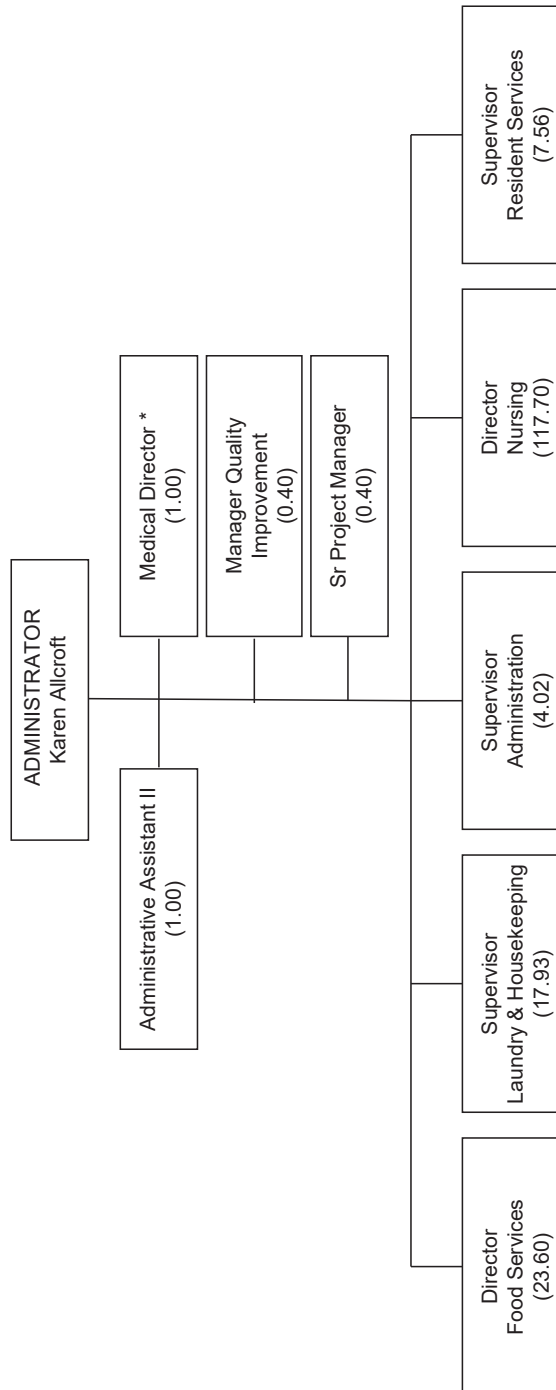 ADMINISTRATOR
Karen Allcroft
Administrative Assistant II
(1.00)
Medical Director *
(1.00)
Manager Quality
Improvement
(0.40)
Sr Project Manager
(0.40)
Director
Food Services
(23.60)
Supervisor
Laundry & Housekeeping
(17.93)
Supervisor
Administration
(4.02)
Director
Nursing
(117.70)
Supervisor
Resident Services
(7.56)